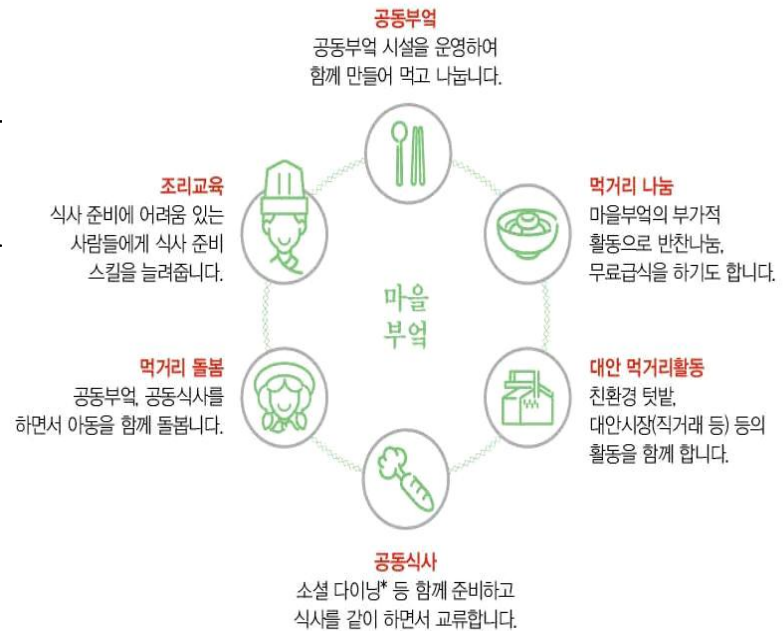 공동부엌
공동부엌 시설을 운영하여
함께 만들어 먹고 나눕니다.
조리교육
식사 준비에 어려움 있는
사람들에게 식사 준비
스킬을 늘려줍니다.
먹거리 나눔
마을부엌의 부가적
활동으로 반찬나눔,
무료급식을 하기도 합니다.
마을
부엌
먹거리 돌봄
공동부엌, 공동식사를
하면서 아동을 함께 돌봅니다.
대안 먹거리활동
친환경 텃밭,
대안시장(직거래 등) 등의
활동을 함께 합니다.
공동식사
소셜 다이닝* 등 함께 준비하고
식사를 같이 하면서 교류합니다.